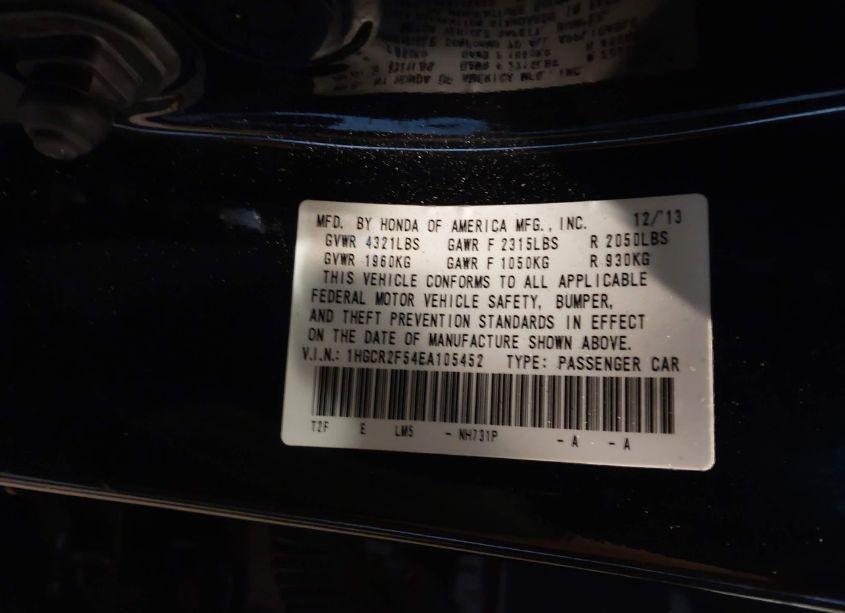 MFD. BY HONDA OF AMERICA MFG., INC. 12/'13
GVWR 4321LBS GAWR F 2315LBS R 2050LBS
GVWR 1960KG GAWR F 1050KG R 930KG
THIS VEHICLE CONFORMS TO ALL APPLICABLE
FEDERAL MOTOR VEHICLE SAFETY, BUMPER,
AND THEFT PREVENTION STANDARDS IN EFFECT
ON THE DATE OF MANUFACTURE SHOWN ABOVE.
V.I.N.: 1HGCR2F54EA105452 TYPE: PASSENGER CAR
T2F E LM5 - NH731P - A - A